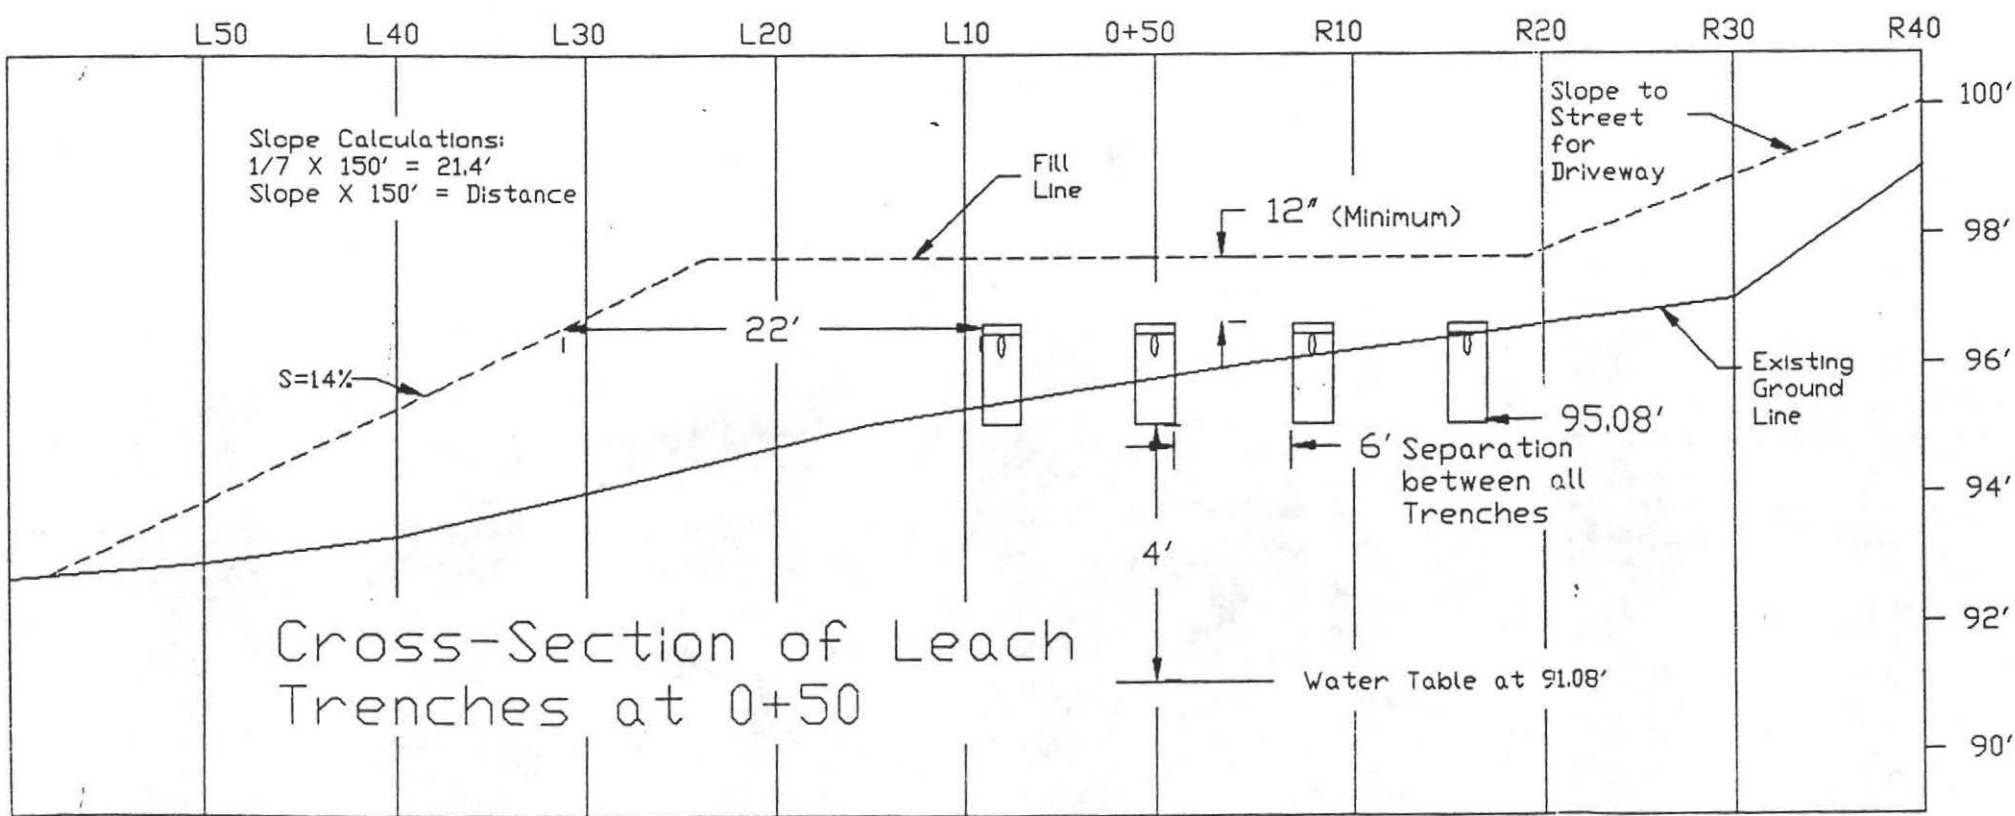 L50 L40 L30 L20 L10 0+50 R10 R20 R30 R40
Slope Calculations:
1/7 X 150' = 21.4'
Slope X 150' = Distance
Fill
Line
12" (Minimum)
Slope to
Street
for
Driveway
100'
98'
96'
94'
92'
90'
22'
S=14%
Existing
Ground
Line
95.08'
6' Separation
between all
Trenches
4'
Water Table at 91.08'
Cross-Section of Leach
Trenches at 0+50